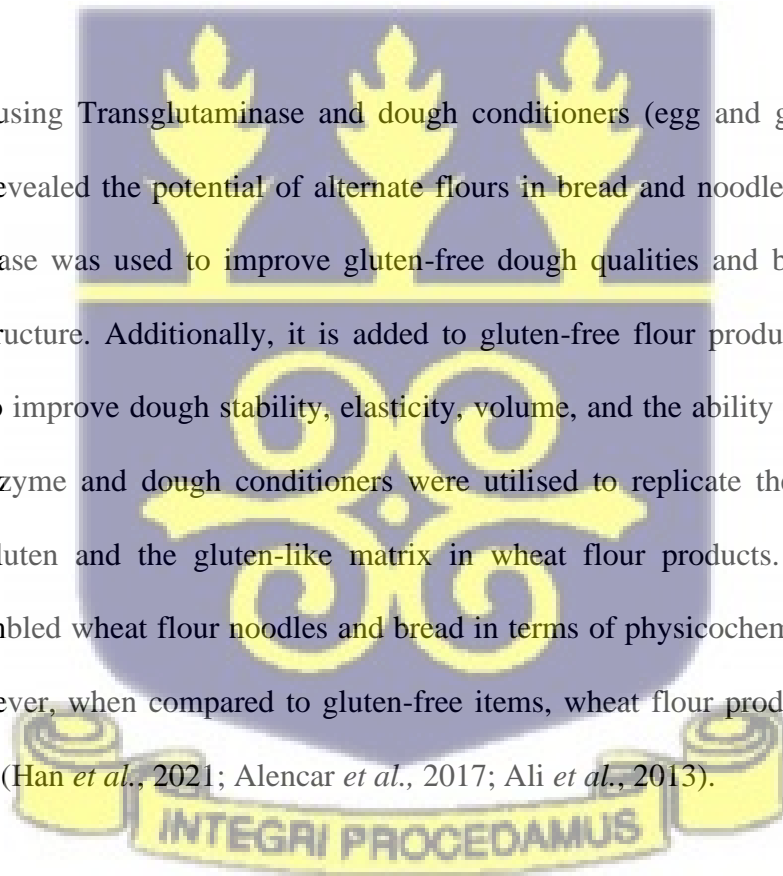 using Transglutaminase and dough conditioners (egg and g
evealed the potential of alternate flours in bread and noodle
ase was used to improve gluten-free dough qualities and b
ructure. Additionally, it is added to gluten-free flour produ
o improve dough stability, elasticity, volume, and the ability
zyme and dough conditioners were utilised to replicate the
luten and the gluten-like matrix in wheat flour products.
nbled wheat flour noodles and bread in terms of physicochem
ever, when compared to gluten-free items, wheat flour prod
(Han et al., 2021; Alencar et al., 2017; Ali et al., 2013).
INTEGRI PROCEDAMUS